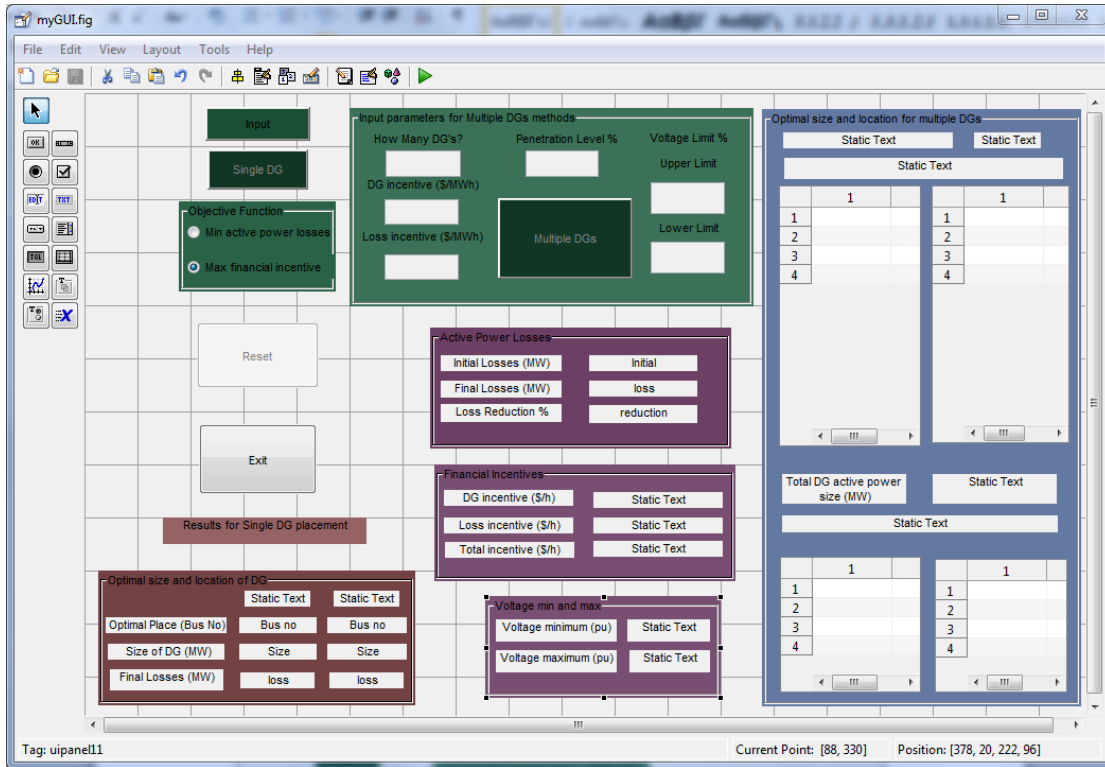 myGUI.fig
File Edit View Layout Tools Help
OK
EDIT TXT
TGL
X
Input
Single DG
Objective Function
Min active power losses
Max financial incentive
Reset
Exit
Results for Single DG placement
Input parameters for Multiple DGs methods
How Many DG's? Penetration Level % Voltage Limit %
Upper Limit
DG incentive ($/MWh)
Loss incentive ($/MWh) Multiple DGs Lower Limit
Active Power Losses
Initial Losses (MW) Initial
Final Losses (MW) loss
Loss Reduction % reduction
Financial Incentives
DG incentive ($/h) Static Text
Loss incentive ($/h) Static Text
Total incentive ($/h) Static Text
Optimal size and location of DG
Static Text Static Text
Optimal Place (Bus No) Bus no Bus no
Size of DG (MW) Size Size
Final Losses (MW) loss loss
Voltage min and max
Voltage minimum (pu) Static Text
Voltage maximum (pu) Static Text
Optimal size and location for multiple DGs
Static Text Static Text
Static Text
1 1
1 1
2 2
3 3
4 4
Total DG active power Static Text
size (MW)
Static Text
1 1
1 1
2 2
3 3
4 4
Tag: uipanel11 Current Point: [88, 330] Position: [378, 20, 222, 96]